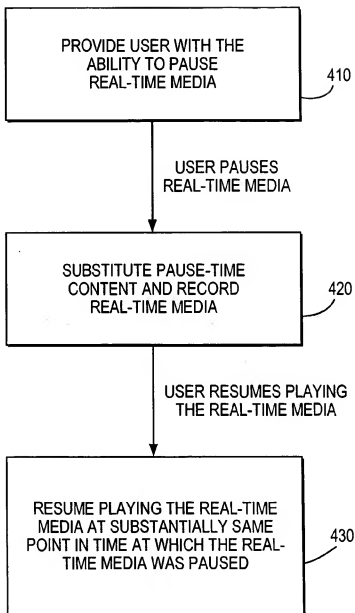 PROVIDE USER WITH THE
ABILITY TO PAUSE
REAL-TIME MEDIA
410
USER PAUSES
REAL-TIME MEDIA
SUBSTITUTE PAUSE-TIME
CONTENT AND RECORD
REAL-TIME MEDIA
420
USER RESUMES PLAYING
THE REAL-TIME MEDIA
RESUME PLAYING THE REAL-TIME
MEDIA AT SUBSTANTIALLY SAME
POINT IN TIME AT WHICH THE REAL-
TIME MEDIA WAS PAUSED
430